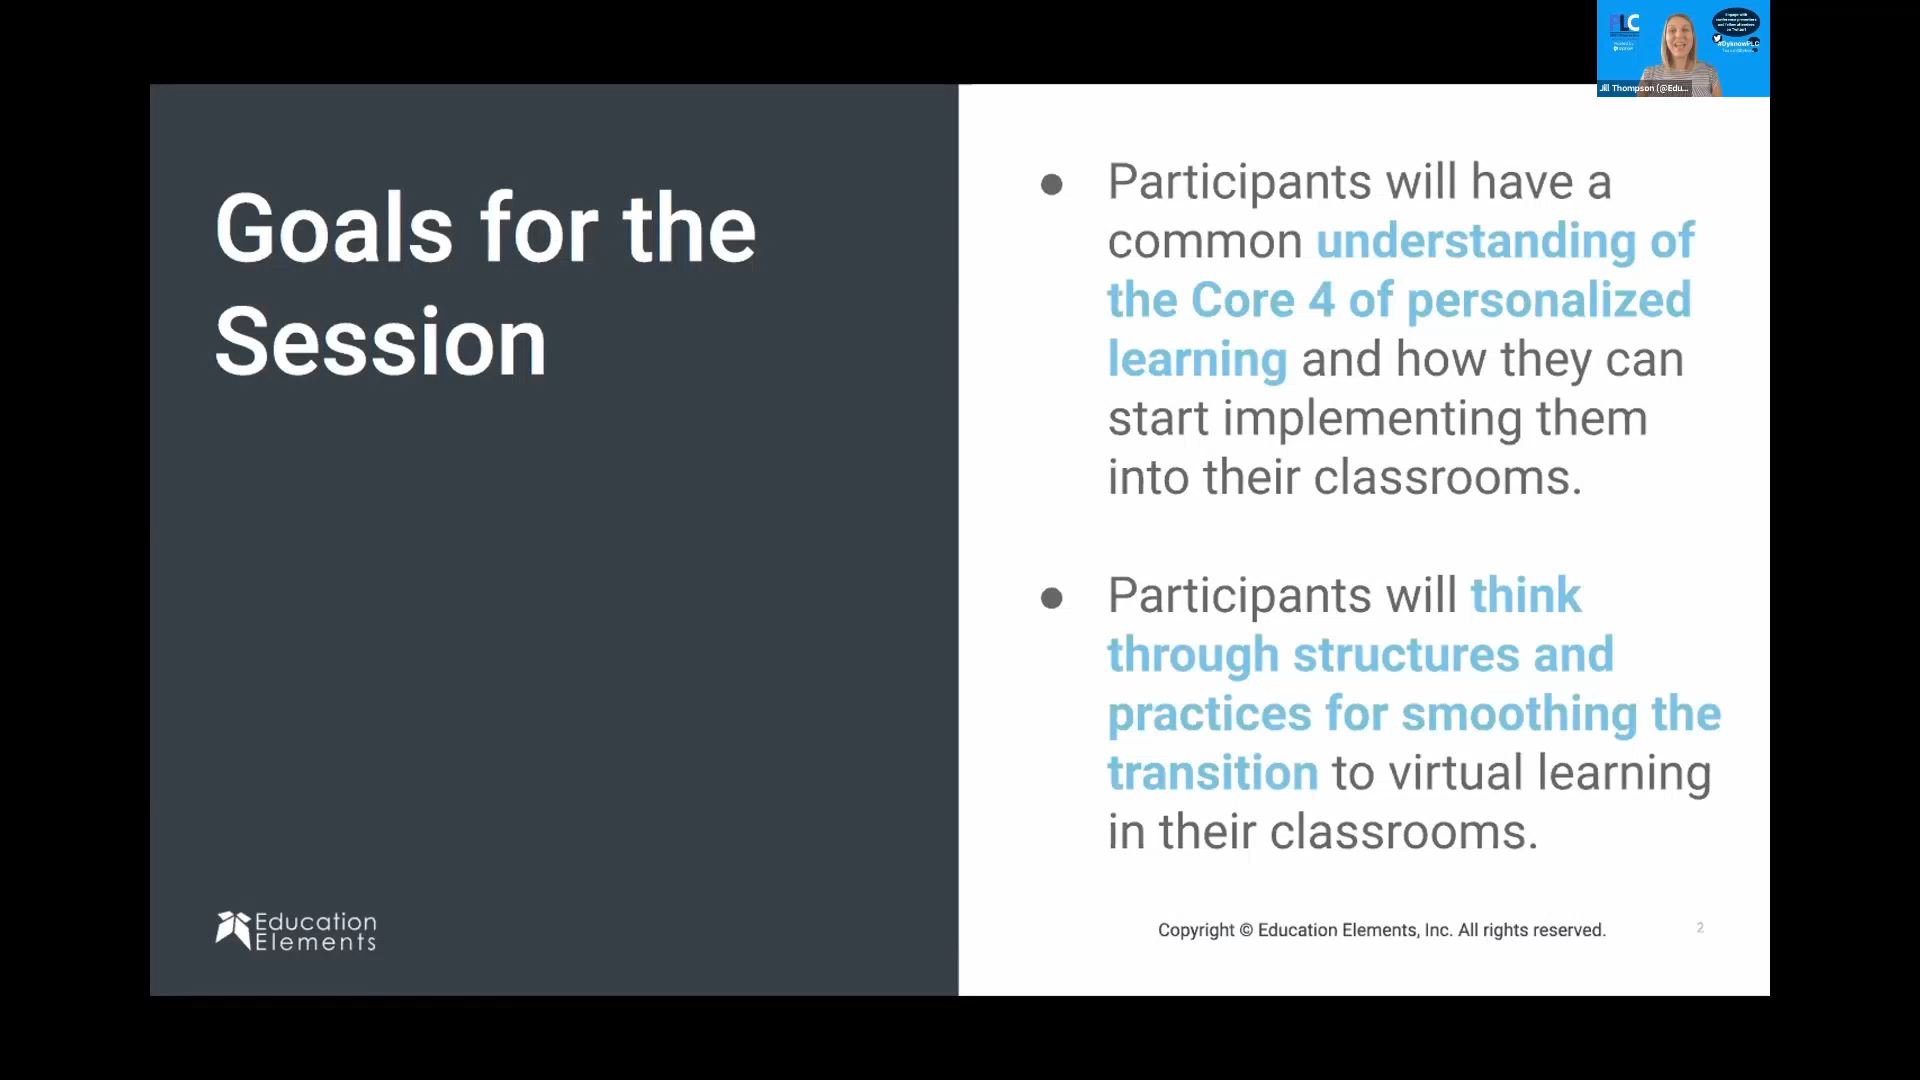 Goals for the
Session
Participants will have a
common understanding of
the Core 4 of personalized
learning and how they can
start implementing them
into their classrooms.
Participants will think
through structures and
practices for smoothing the
transition to virtual learning
in their classrooms.
Education
Elements
Copyright © Education Elements, Inc. All rights reserved.
2
PLC
#DyknowPLC
Jill Thompson (@Edu...